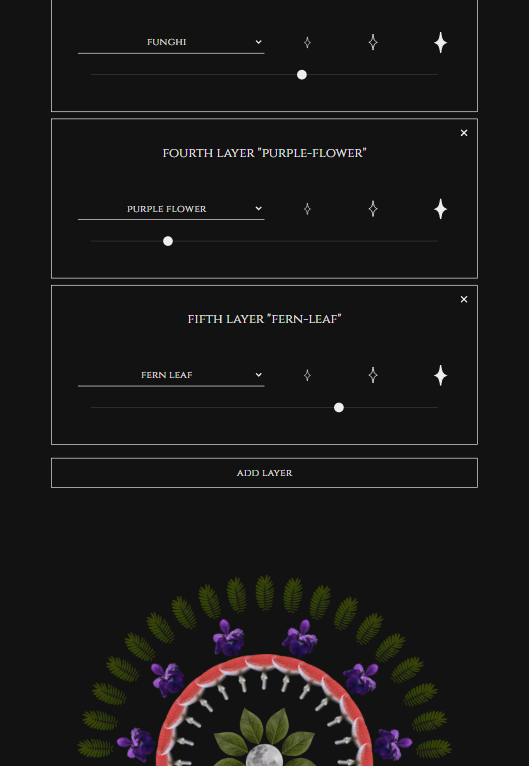 FUNGHI
FOURTH LAYER "PURPLE-FLOWER"
PURPLE FLOWER
FIFTH LAYER "FERN-LEAF"
FERN LEAF
ADD LAYER